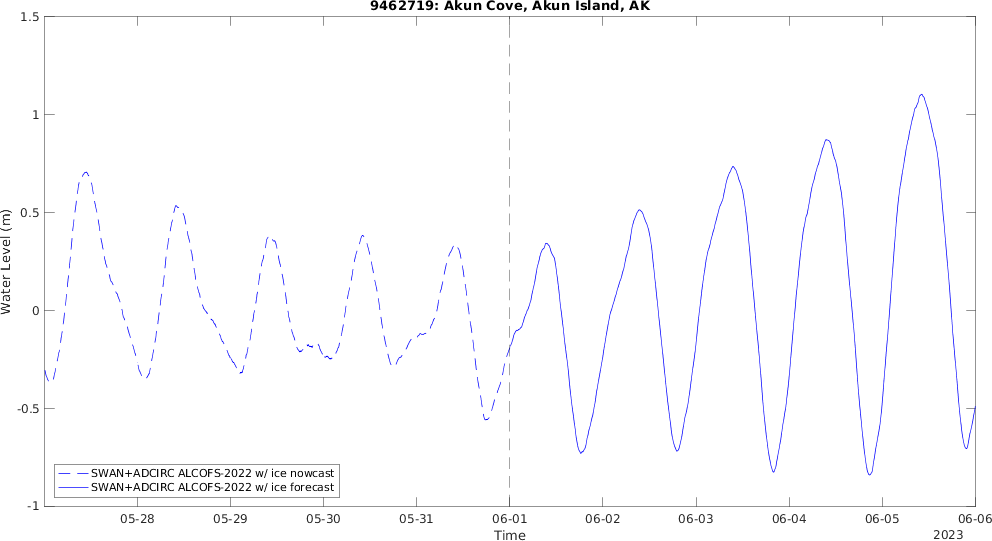 9462719: Akun Cove, Akun Island, AK
1.5
1
0.5
0
-0.5
-1
Water Level (m)
SWAN+ADCIRC ALCOFS-2022 w/ ice nowcast
SWAN+ADCIRC ALCOFS-2022 w/ ice forecast
05-28 05-29 05-30 05-31 06-01 06-02 06-03 06-04 06-05 06-06
Time
2023